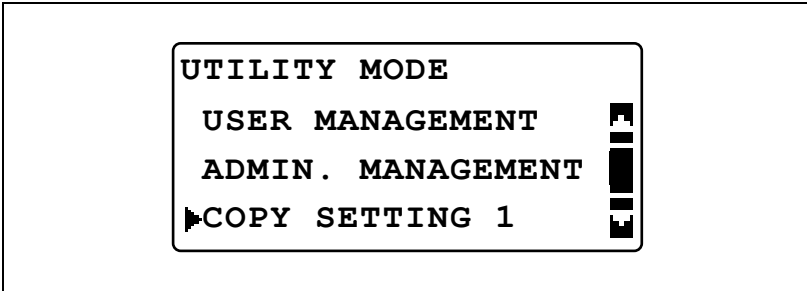 UTILITY MODE
USER MANAGEMENT
ADMIN. MANAGEMENT
COPY SETTING 1